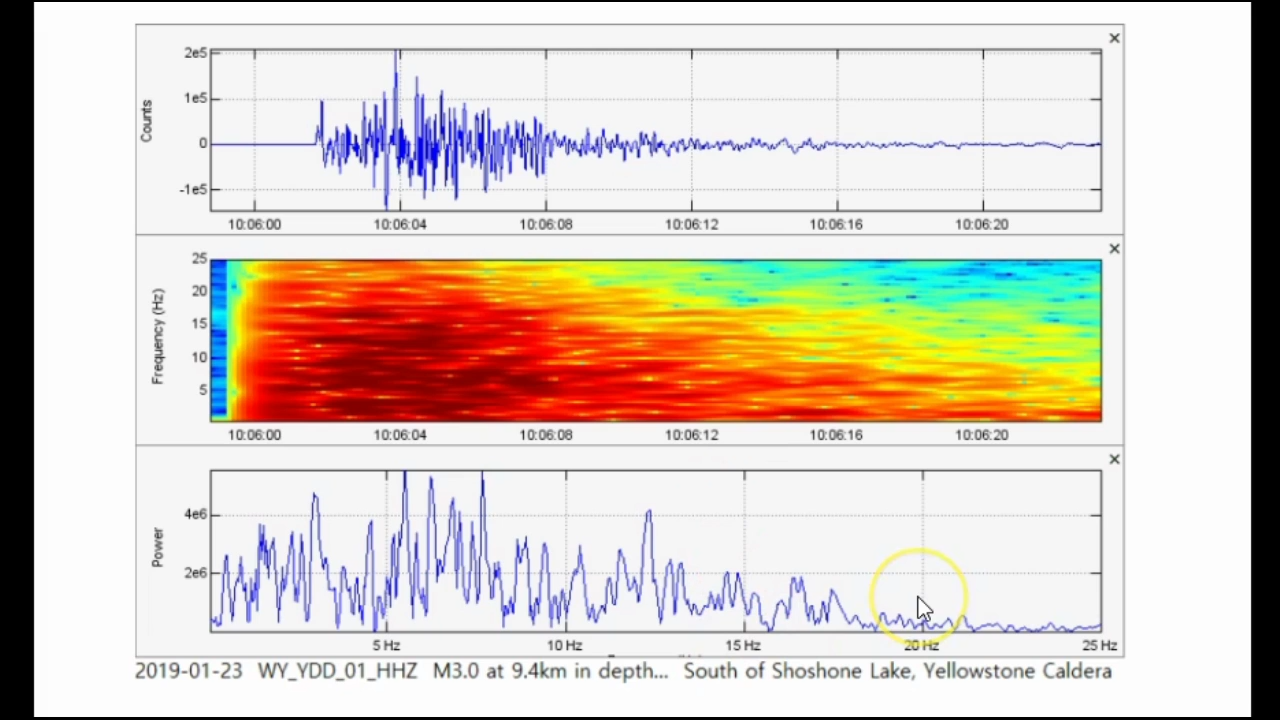 2e5
Counts
1e5
0
-1e5
10:06:00 10:06:04 10:06:08 10:06:12 10:06:16 10:06:20
25
20
Frequency (Hz)
15
10
5
10:06:00 10:06:04 10:06:08 10:06:12 10:06:16 10:06:20
4e6
Power
2e6
5 Hz 10 Hz 15 Hz 20 Hz 25 Hz
2019-01-23 WY_YDD_01_HHZ M3.0 at 9.4km in depth... South of Shoshone Lake, Yellowstone Caldera